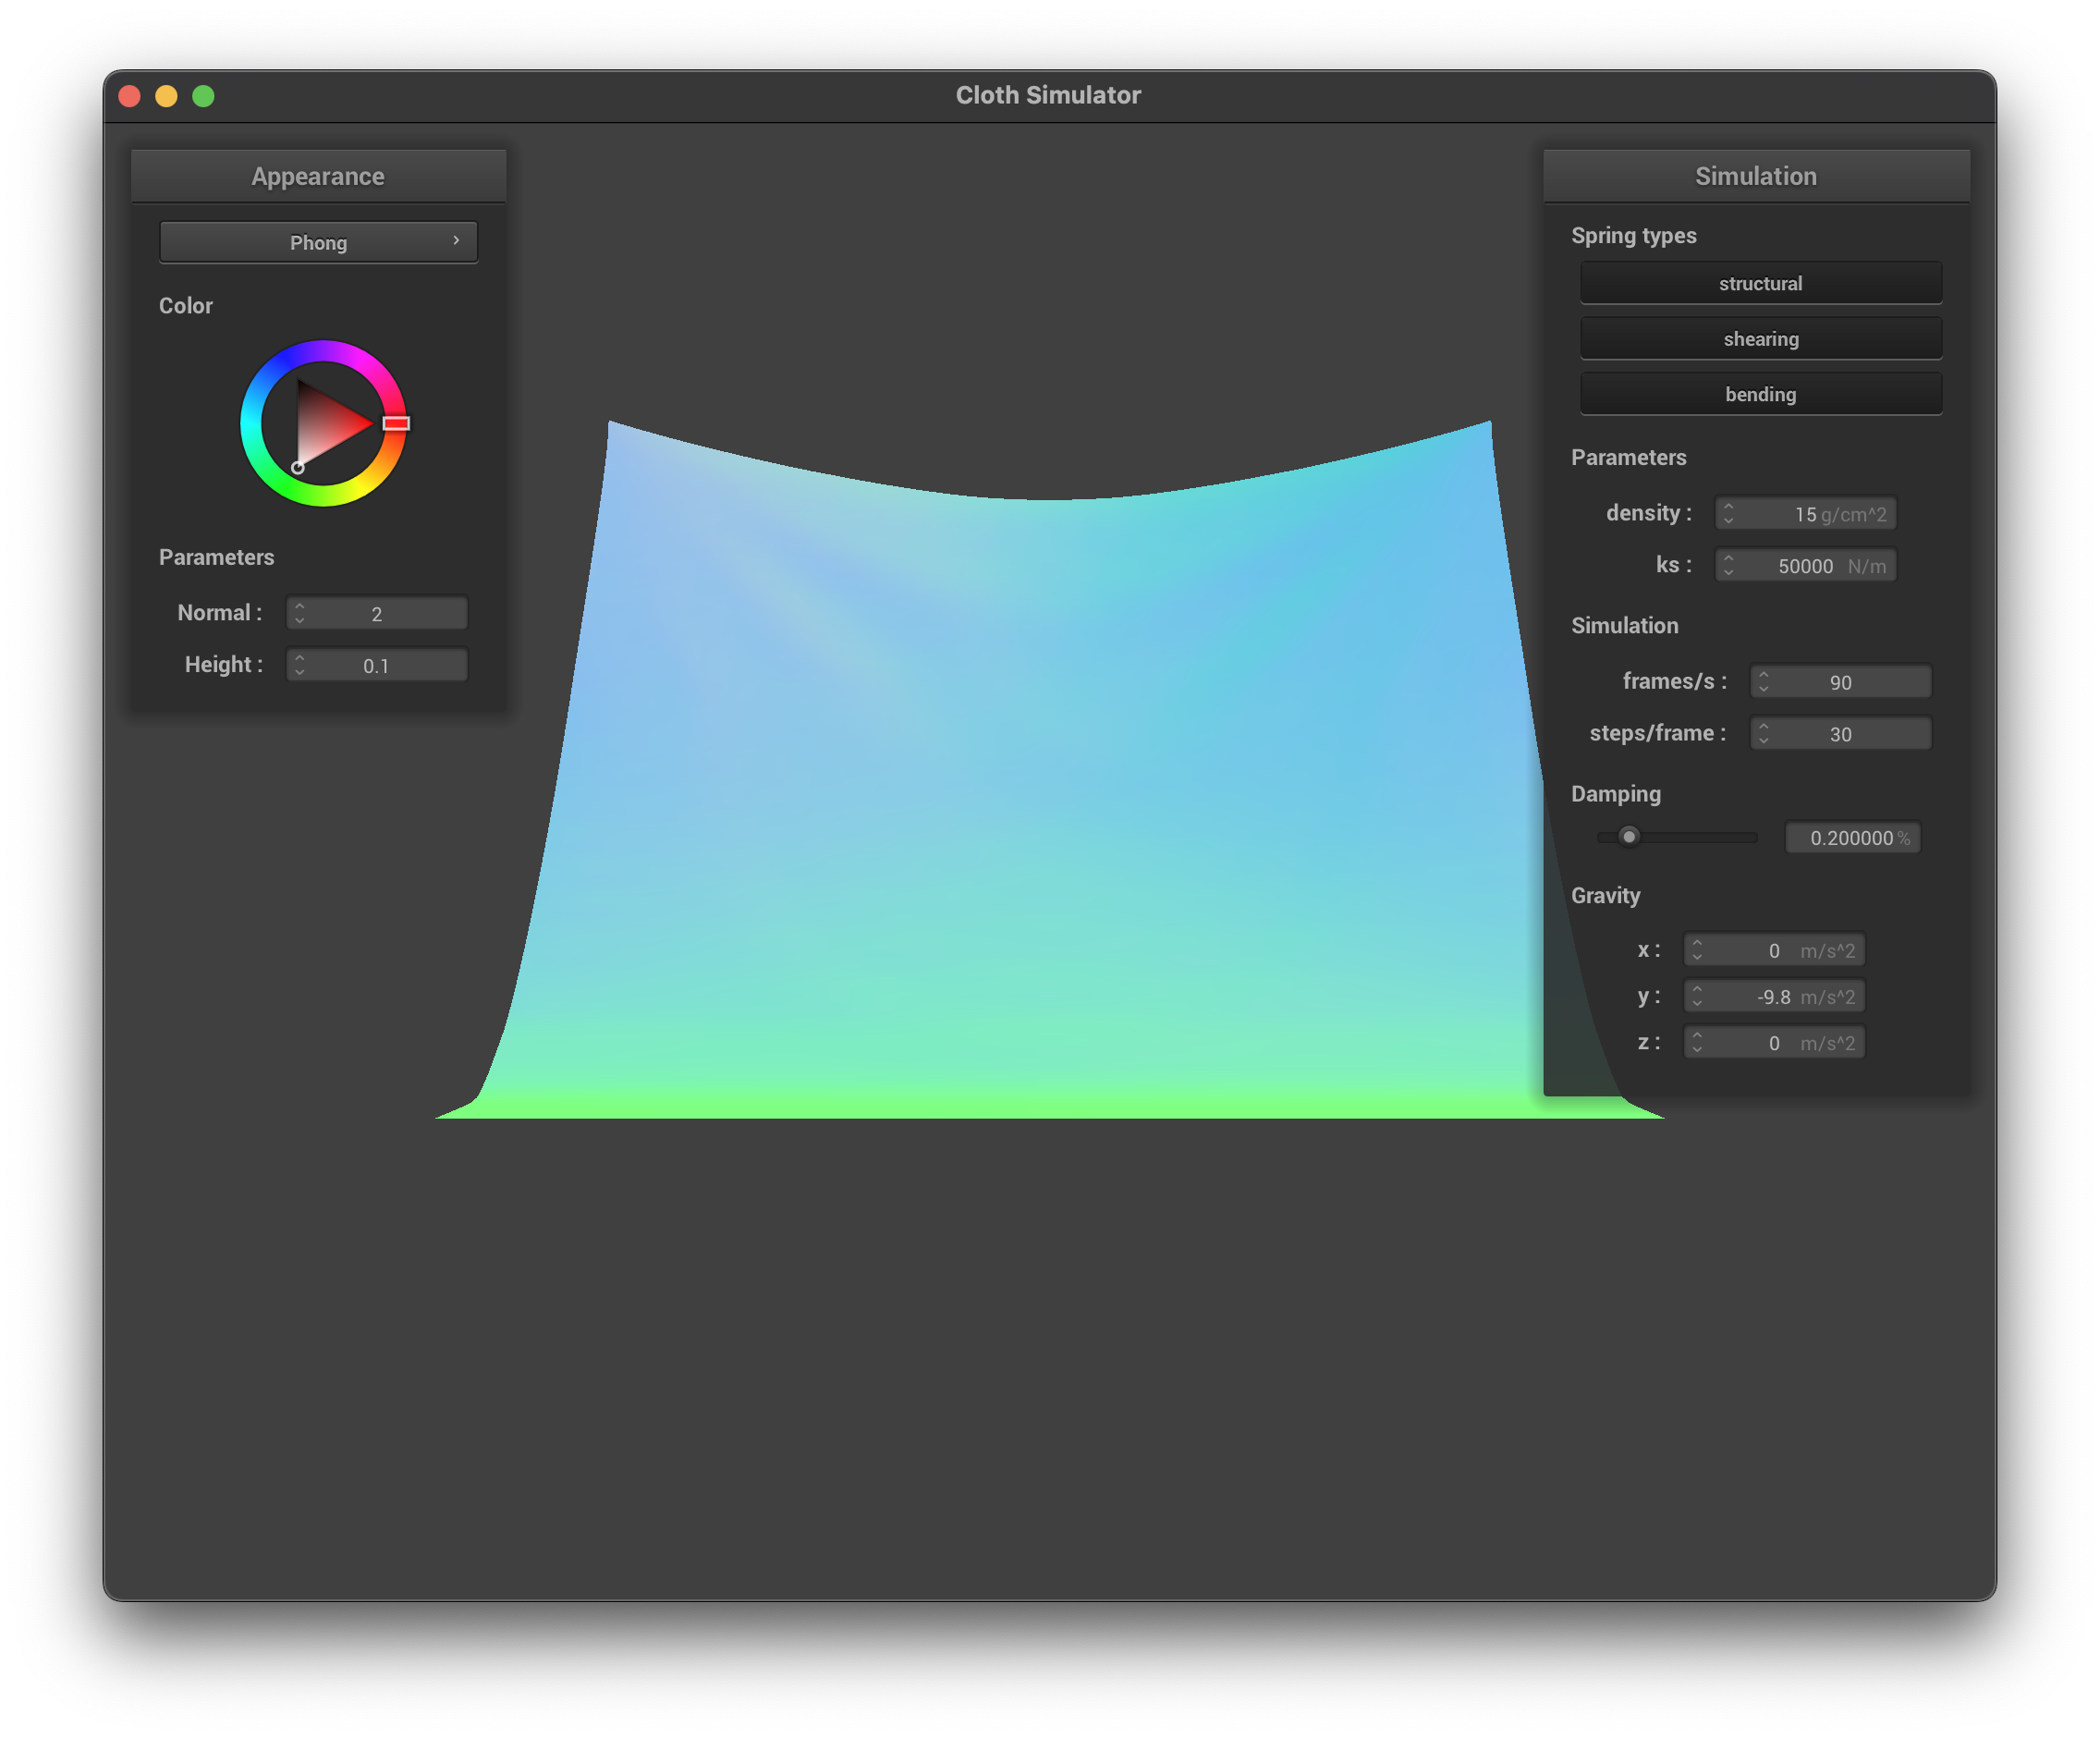 Cloth Simulator
Appearance
Phong
Color
Parameters
Normal : 2
Height : 0.1
Simulation
Spring types
structural
shearing
bending
Parameters
density : 15 g/cm^2
ks : 50000 N/m
Simulation
frames/s : 90
steps/frame : 30
Damping
0.200000 %
Gravity
x : 0 m/s^2
y : -9.8 m/s^2
z : 0 m/s^2